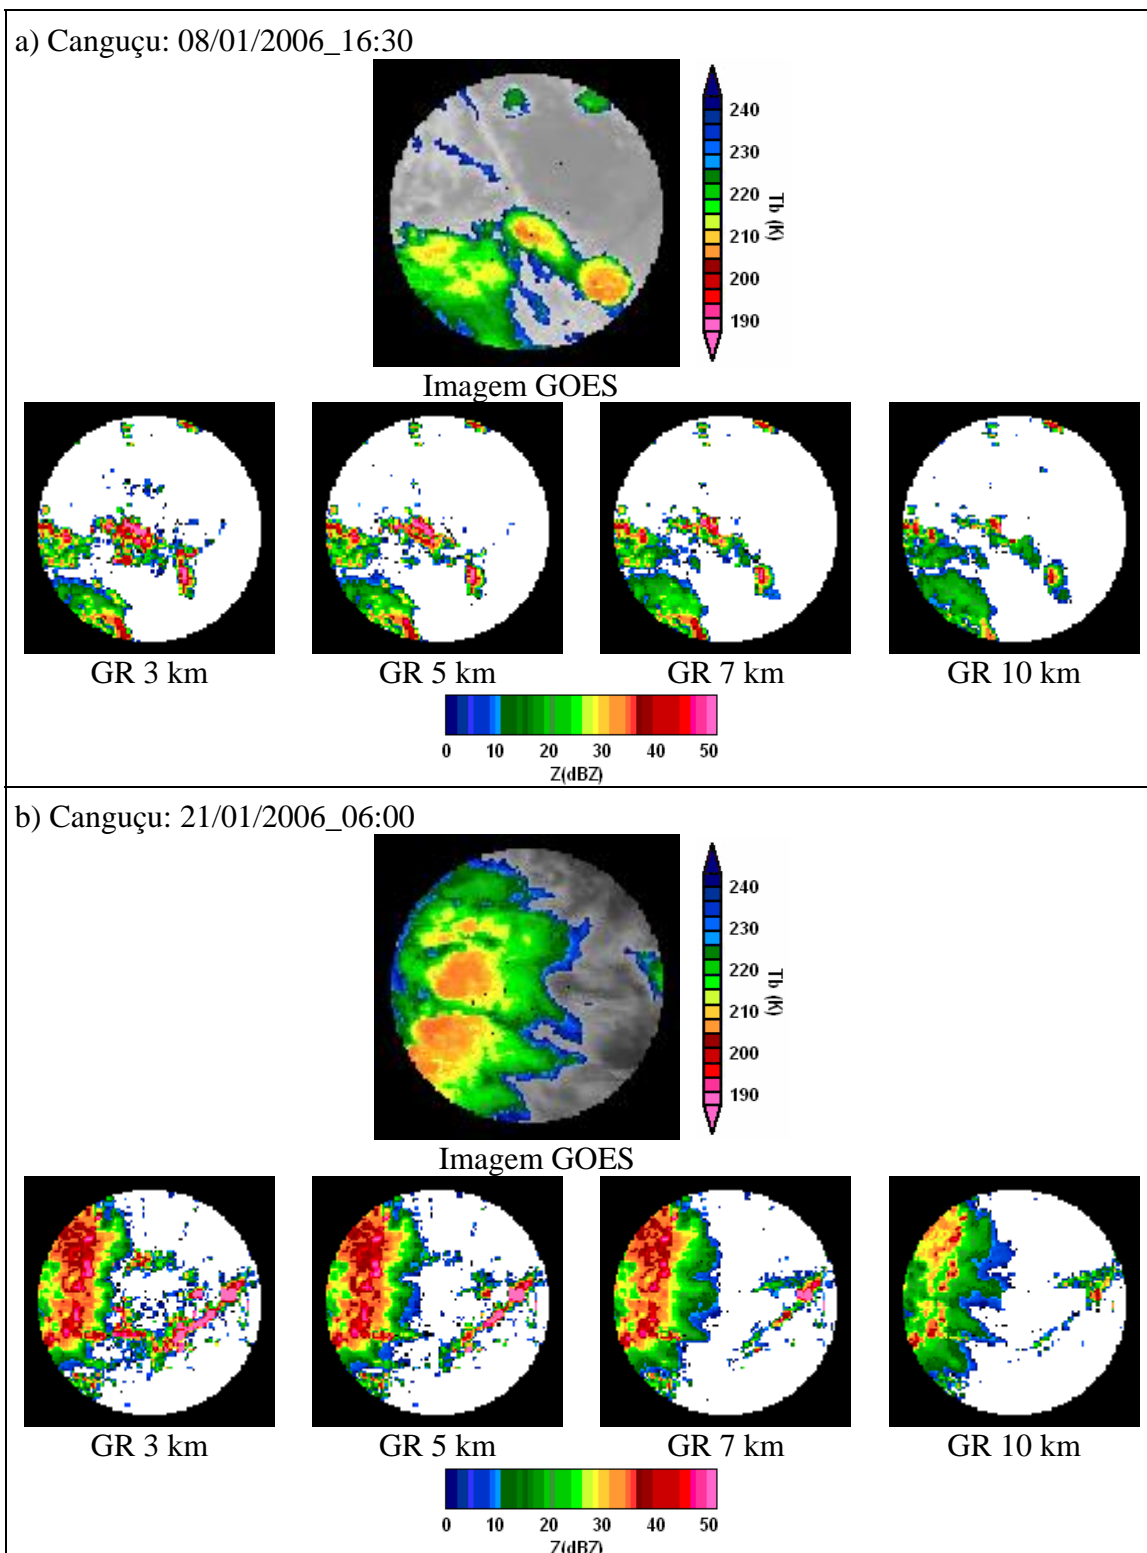 a) Canguçu: 08/01/2006_16:30
240
230
220
210
200
190
Tb (K)
Imagem GOES
GR 3 km GR 5 km GR 7 km GR 10 km
0 10 20 30 40 50
Z(dBZ)
b) Canguçu: 21/01/2006_06:00
240
230
220
210
200
190
Tb (K)
Imagem GOES
GR 3 km GR 5 km GR 7 km GR 10 km
0 10 20 30 40 50
Z(dBZ)